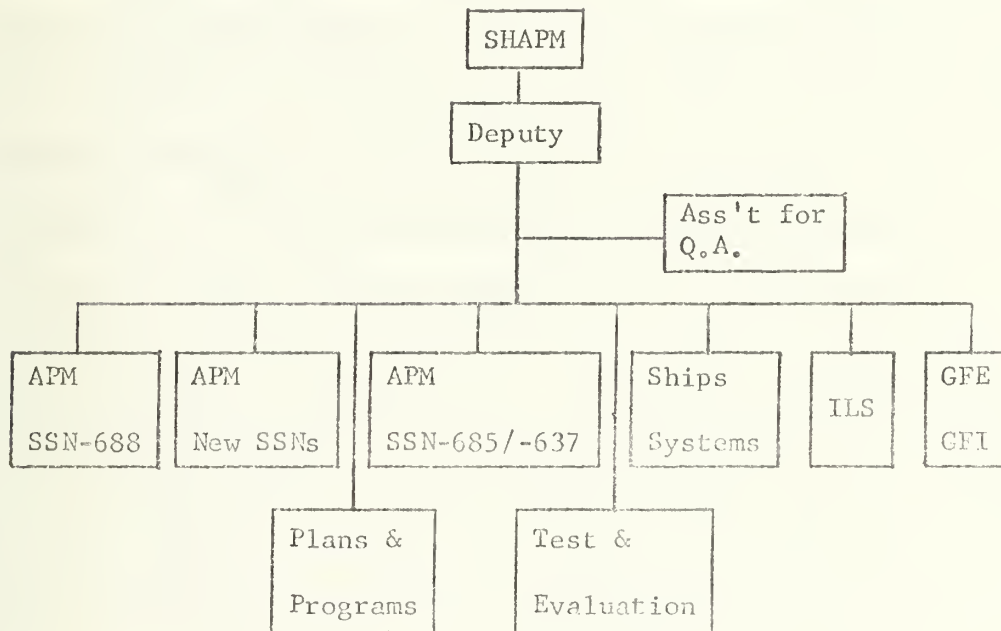 SHAPM
Deputy
Ass't for
Q.A.
APM
SSN-688
APM
New SSNs
APM
SSN-685/-637
Ships
Systems
ILS
GFE
GFI
Plans &
Programs
Test &
Evaluation